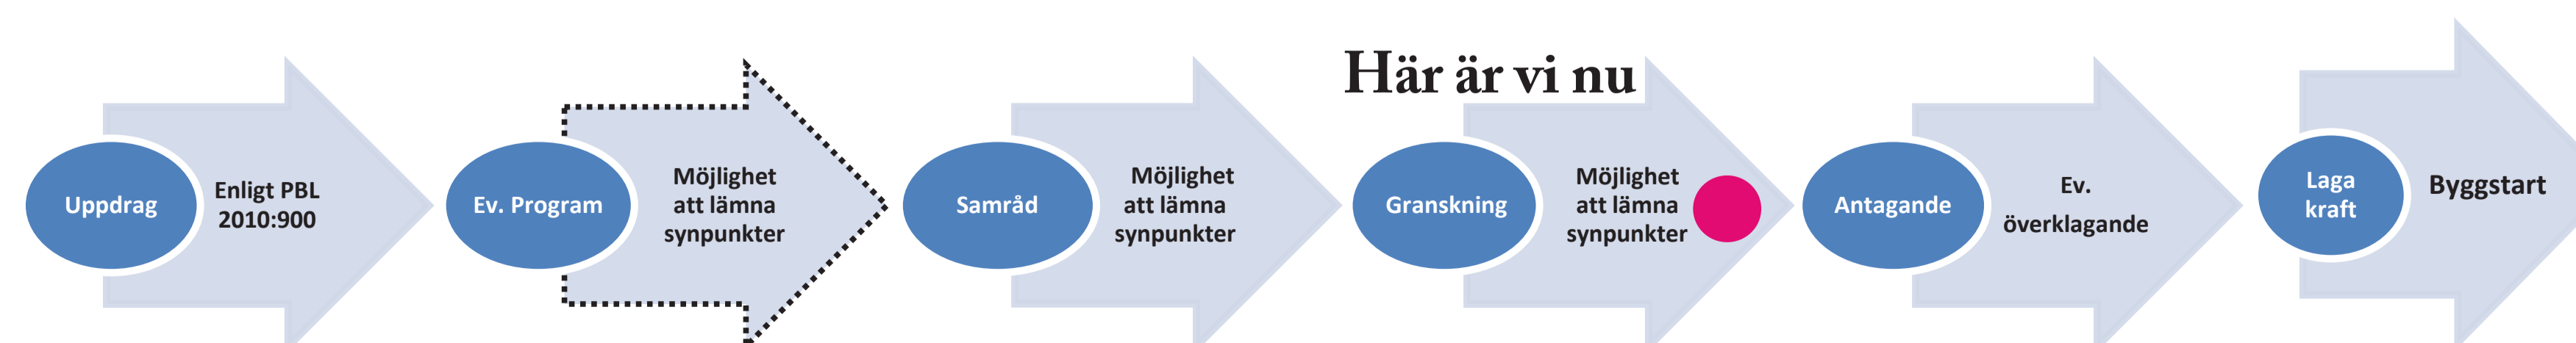 Här är vi nu
Uppdrag
Enligt PBL
2010:900
Ev. Program
Möjlighet
att lämna
synpunkter
Samråd
Möjlighet
att lämna
synpunkter
Granskning
Möjlighet
att lämna
synpunkter
Antagande
Ev.
överklagande
Laga
kraft
Byggstart